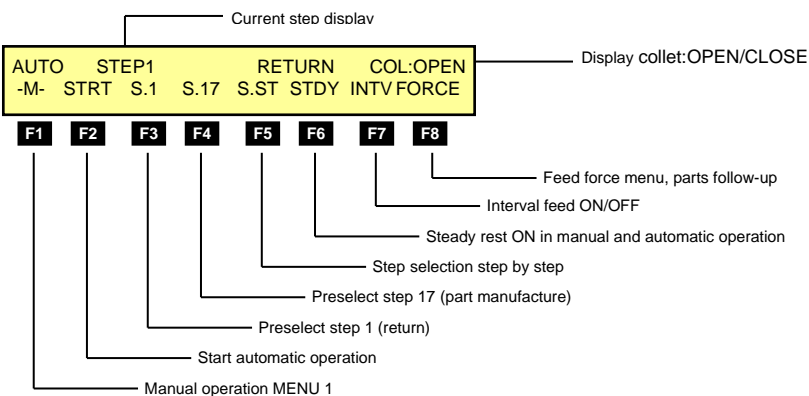 Current step display
AUTO STEP1 RETURN COL:OPEN
-M- STRT S.1 S.17 S.ST STDY INTV FORCE
Display collet:OPEN/CLOSE
F1 F2 F3 F4 F5 F6 F7 F8
Feed force menu, parts follow-up
Interval feed ON/OFF
Steady rest ON in manual and automatic operation
Step selection step by step
Preselect step 17 (part manufacture)
Preselect step 1 (return)
Start automatic operation
Manual operation MENU 1